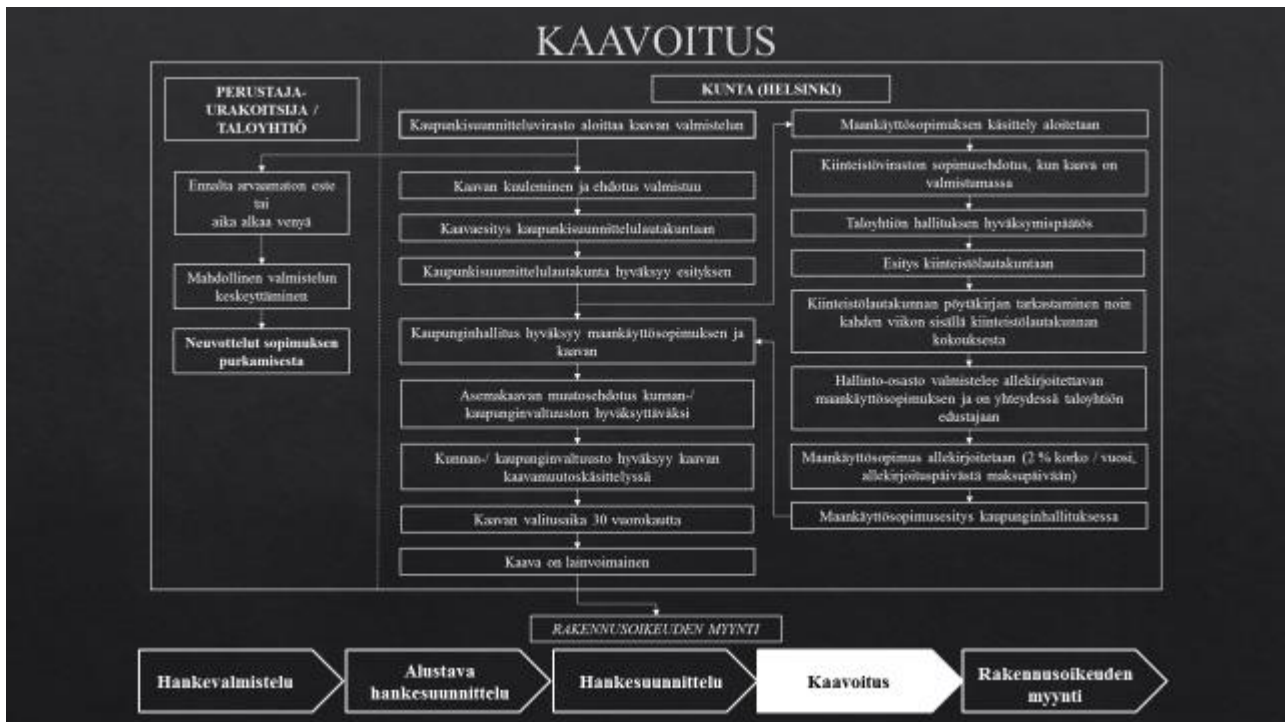 KAAVOITUS
PERUSTAJA-
URAKOITSIJA /
TALOYHTIÖ
Ennalta arvaamaton este
tai
aika alkaa venyä
Mahdollinen valmistelun
keskeyttäminen
Neuvottelut sopimuksen
purkamisesta
KUNTA (HELSINKI)
Kaupunkisuunnitteluvirasto aloittaa kaavan valmistelun
Kaavan kuuleminen ja ehdotus valmistuu
Kaavaesitys kaupunkisuunnittelulautakuntaan
Kaupunkisuunnittelulautakunta hyväksyy esityksen
Kaupunginhallitus hyväksyy maankäyttösopimuksen ja
kaavan
Asemakaavan muutosehdotus kunnan-/
kaupunginvaltuuston hyväksyttäväksi
Kunnan-/ kaupunginvaltuusto hyväksyy kaavan
kaavamuutoskäsittelyssä
Kaavan valitusaika 30 vuorokautta
Kaava on lainvoimainen
Maankäyttösopimuksen käsittely aloitetaan
Kiinteistöviraston sopimusehdotus, kun kaava on
valmistumassa
Taloyhtiön hallituksen hyväksymispäätös
Esitys kiinteistölautakuntaan
Kiinteistölautakunnan pöytäkirjan tarkastaminen noin
kahden viikon sisällä kiinteistölautakunnan
kokouksesta
Hallinto-osasto valmistelee allekirjoitettavan
maankäyttösopimuksen ja on yhteydessä taloyhtiön
edustajaan
Maankäyttösopimus allekirjoitetaan (2 % korko / vuosi,
allekirjoituspäivästä maksupäivään)
Maankäyttösopimusesitys kaupunginhallituksessa
RAKENNUSOIKEUDEN MYYNTI
Hankevalmistelu
Alustava
hankesuunnittelu
Hankesuunnittelu
Kaavoitus
Rakennusoikeuden
myynti